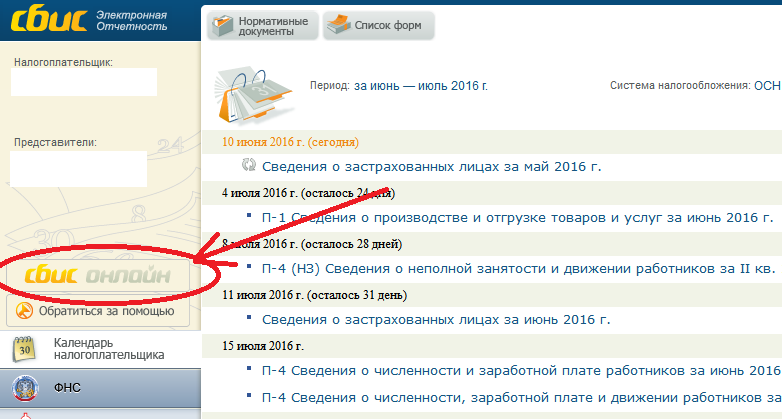 сбис Электронная
Отчетность
Нормативные
документы
Список форм
Налогоплательщик:
Представители:
24
8
30
сбис онлайн
Обратиться за помощью
30
Календарь
налогоплательщика
ФНС
Период: за июнь — июль 2016 г.
Система налогообложения: ОСН
10 июня 2016 г. (сегодня)
Сведения о застрахованных лицах за май 2016 г.
4 июля 2016 г. (осталось 24 дня)
П-1 Сведения о производстве и отгрузке товаров и услуг за июнь 2016 г.
8 июля 2016 г. (осталось 28 дней)
П-4 (НЗ) Сведения о неполной занятости и движении работников за II кв.
11 июля 2016 г. (остался 31 день)
Сведения о застрахованных лицах за июнь 2016 г.
15 июля 2016 г.
П-4 Сведения о численности и заработной плате работников за июнь 2016
П-4 Сведения о численности, заработной плате и движении работников за